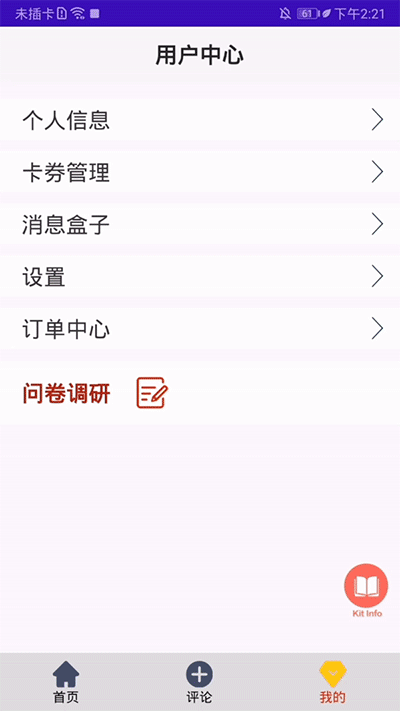 未插卡 61 下午2:21
用户中心
个人信息
卡券管理
消息盒子
设置
订单中心
问卷调研
Kit Info
首页 评论 我的